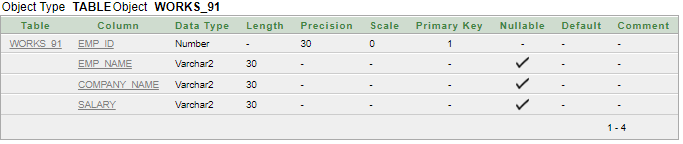 Object Type TABLE Object WORKS_91
Table Column Data Type Length Precision Scale Primary Key Nullable Default Comment
WORKS_91 EMP_ID Number - 30 0 1 - - -
EMP_NAME Varchar2 30 - - - - -
COMPANY_NAME Varchar2 30 - - - - -
SALARY Varchar2 30 - - - - -
1 - 4